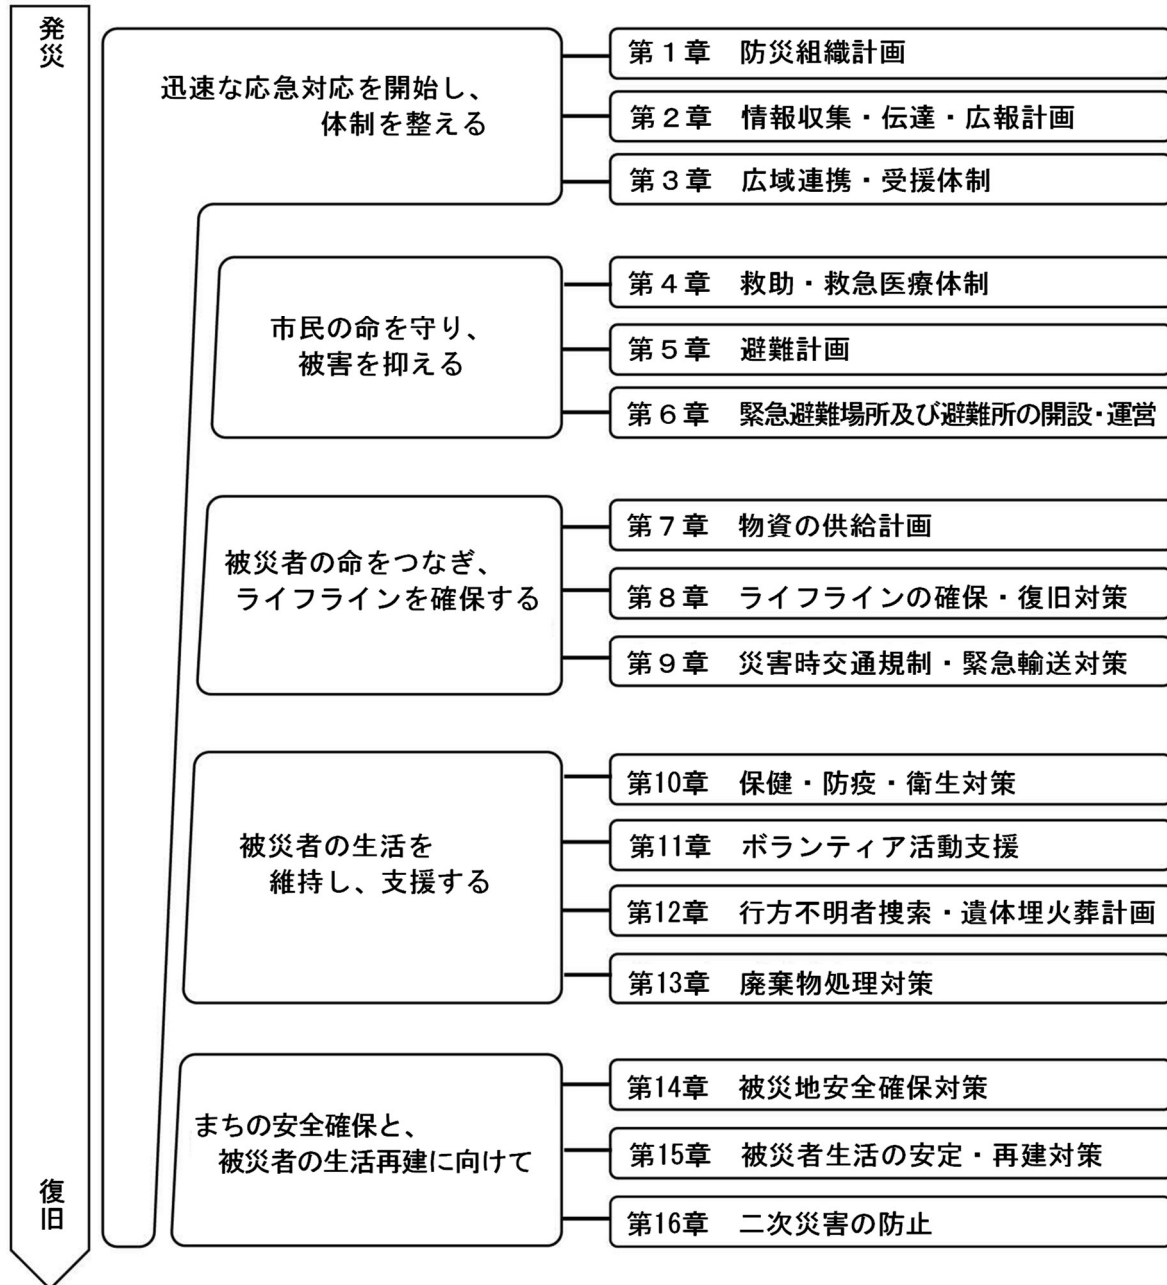 発災
迅速な応急対応を開始し、
体制を整える
第1章 防災組織計画
第2章 情報収集・伝達・広報計画
第3章 広域連携・受援体制
市民の命を守り、
被害を抑える
第4章 救助・救急医療体制
第5章 避難計画
第6章 緊急避難場所及び避難所の開設・運営
被災者の命をつなぎ、
ライフラインを確保する
第7章 物資の供給計画
第8章 ライフラインの確保・復旧対策
第9章 災害時交通規制・緊急輸送対策
被災者の生活を
維持し、支援する
第10章 保健・防疫・衛生対策
第11章 ボランティア活動支援
第12章 行方不明者捜索・遺体埋火葬計画
第13章 廃棄物処理対策
まちの安全確保と、
被災者の生活再建に向けて
第14章 被災地安全確保対策
第15章 被災者生活の安定・再建対策
第16章 二次災害の防止
復旧